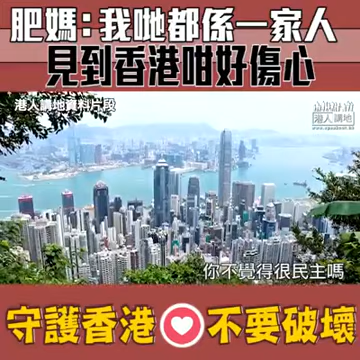 肥媽：我哋都係一家人
見到香港咁好傷心
港人講地資料片段
港人講地
你不覺得很民主嗎
守護香港 不要破壞